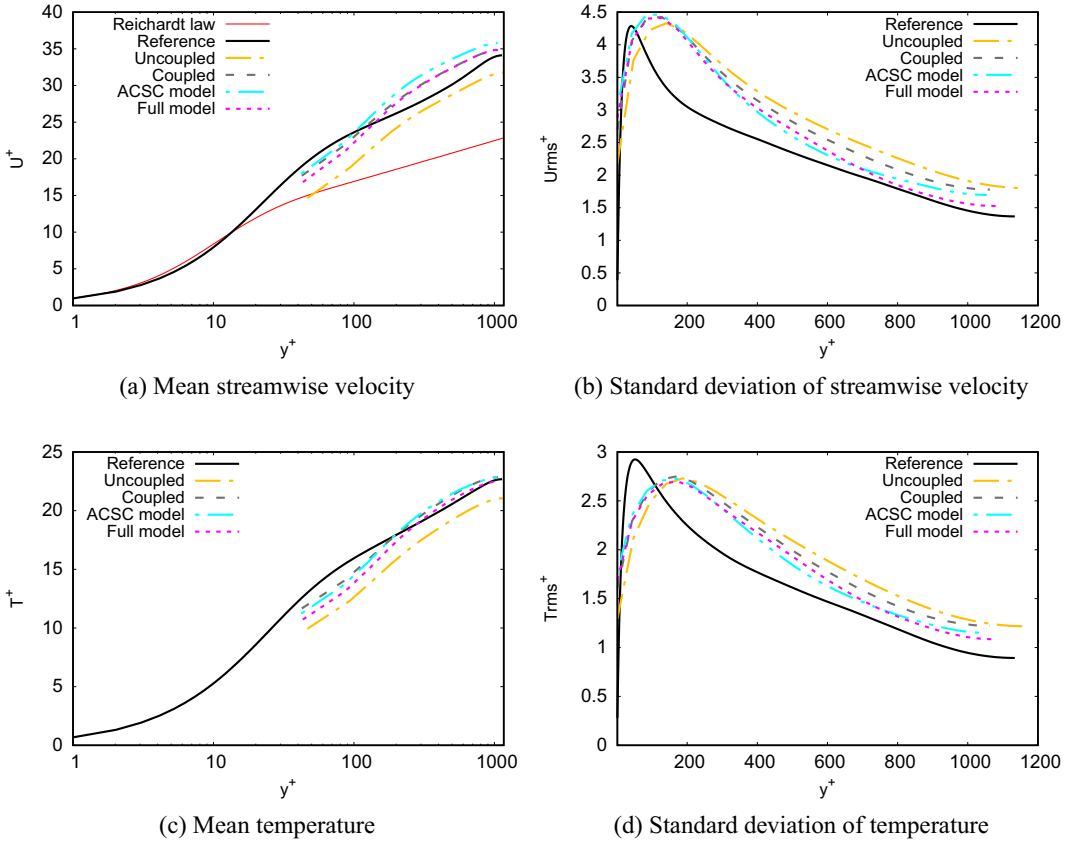 40
35
30
25
20
15
10
5
0
U+
Reichardt law
Reference
Uncoupled
Coupled
ACSC model
Full model
1 10 100 1000
y+
(a) Mean streamwise velocity
4.5
4
3.5
3
2.5
2
1.5
1
0.5
0
Urms+
Reference
Uncoupled
Coupled
ACSC model
Full model
200 400 600 800 1000 1200
y+
(b) Standard deviation of streamwise velocity
25
20
15
10
5
0
T+
Reference
Uncoupled
Coupled
ACSC model
Full model
1 10 100 1000
y+
(c) Mean temperature
3
2.5
2
1.5
1
0.5
0
Trms+
Reference
Uncoupled
Coupled
ACSC model
Full model
200 400 600 800 1000 1200
y+
(d) Standard deviation of temperature